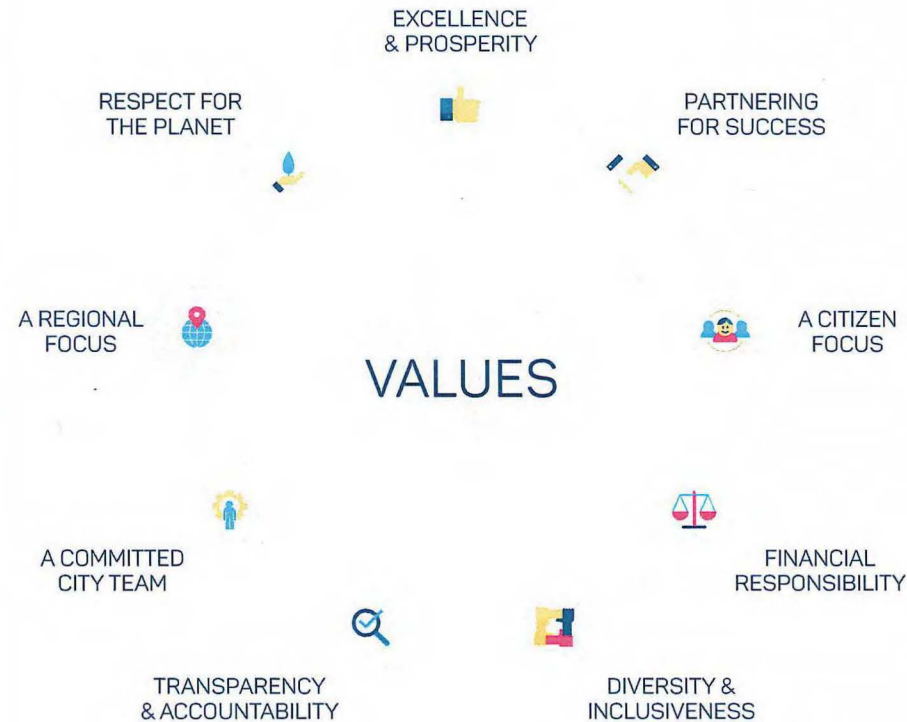 EXCELLENCE
& PROSPERITY
RESPECT FOR
THE PLANET
PARTNERING
FOR SUCCESS
A REGIONAL
FOCUS
A CITIZEN
FOCUS
VALUES
A COMMITTED
CITY TEAM
FINANCIAL
RESPONSIBILITY
TRANSPARENCY
& ACCOUNTABILITY
DIVERSITY &
INCLUSIVENESS